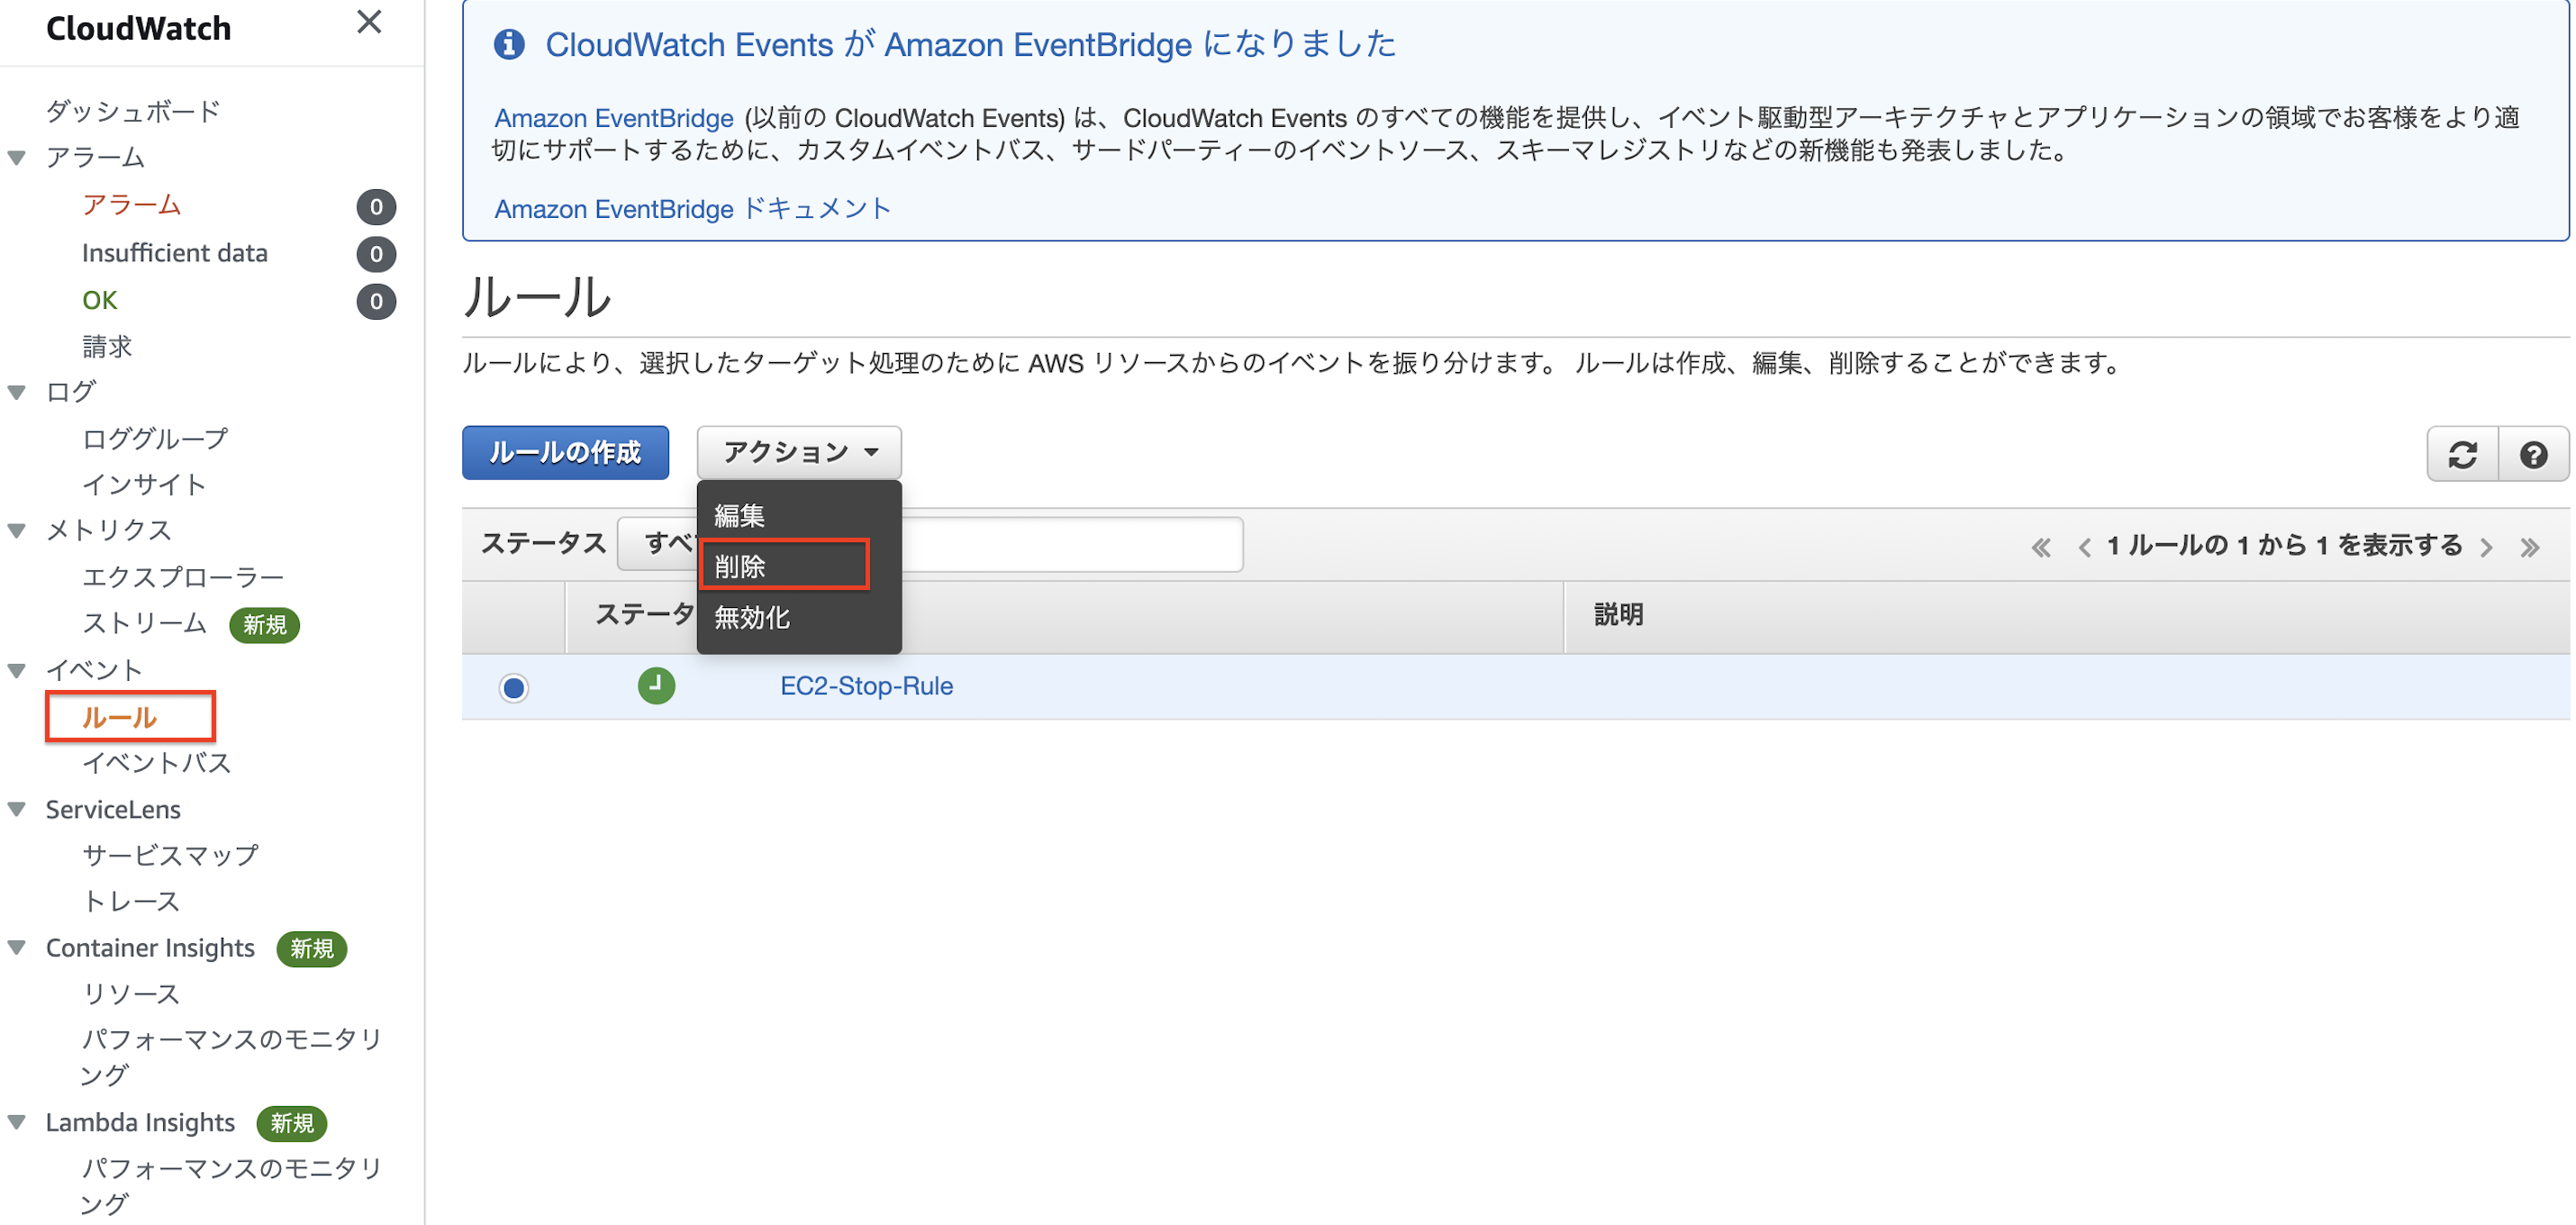 CloudWatch
ダッシュボード
アラーム
アラーム 0
Insufficient data 0
OK 0
請求
ログ
ロググループ
インサイト
メトリクス
エクスプローラー
ストリーム 新規
イベント
ルール
イベントバス
ServiceLens
サービスマップ
トレース
Container Insights 新規
リソース
パフォーマンスのモニタリ
ング
Lambda Insights 新規
パフォーマンスのモニタリ
ング
CloudWatch Events が Amazon EventBridge になりました
Amazon EventBridge (以前の CloudWatch Events) は、CloudWatch Events のすべての機能を提供し、イベント駆動型アーキテクチャとアプリケーションの領域でお客様をより適
切にサポートするために、カスタムイベントバス、サードパーティーのイベントソース、スキーマレジストリなどの新機能も発表しました。
Amazon EventBridge ドキュメント
ルール
ルールにより、選択したターゲット処理のために AWS リソースからのイベントを振り分けます。 ルールは作成、編集、削除することができます。
ルールの作成 アクション
編集
削除
無効化
ステータス すべ « ‹ 1 ルールの 1 から 1 を表示する › »
ステータ 説明
EC2-Stop-Rule